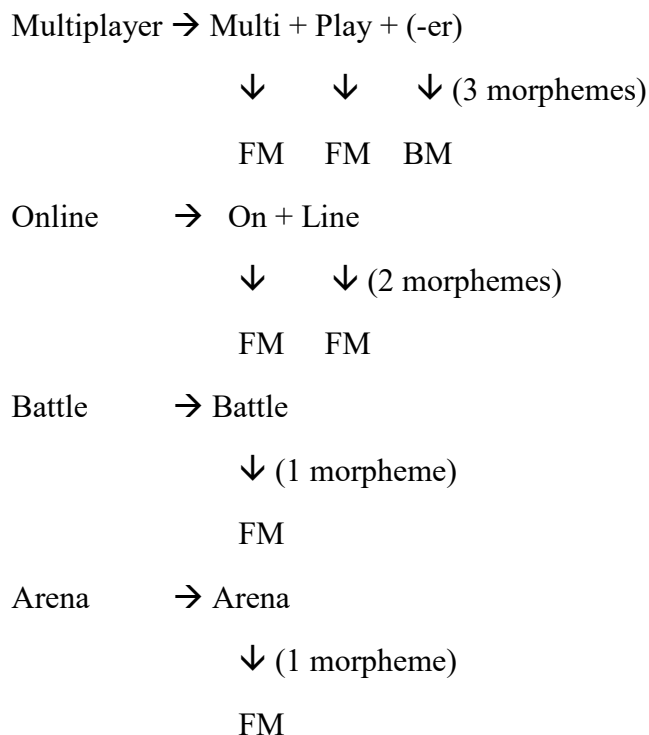 Multiplayer → Multi + Play + (-er)
↓ ↓ ↓ (3 morphemes)
FM FM BM
Online → On + Line
↓ ↓ (2 morphemes)
FM FM
Battle → Battle
↓ (1 morpheme)
FM
Arena → Arena
↓ (1 morpheme)
FM